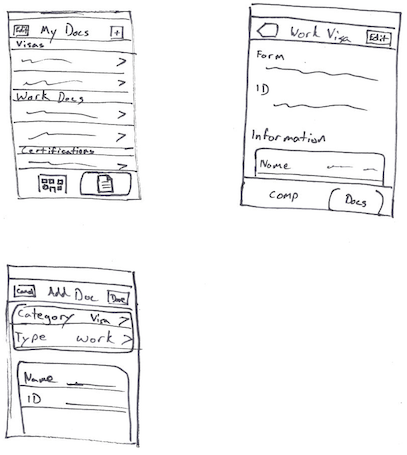 Edit My Docs +
Visas
Work Docs
Certifications
Work Visa Edit
Form
ID
Information
Name
COMP Docs
Cancel Add Doc Done
Category Visa >
Type Work >
Name
ID